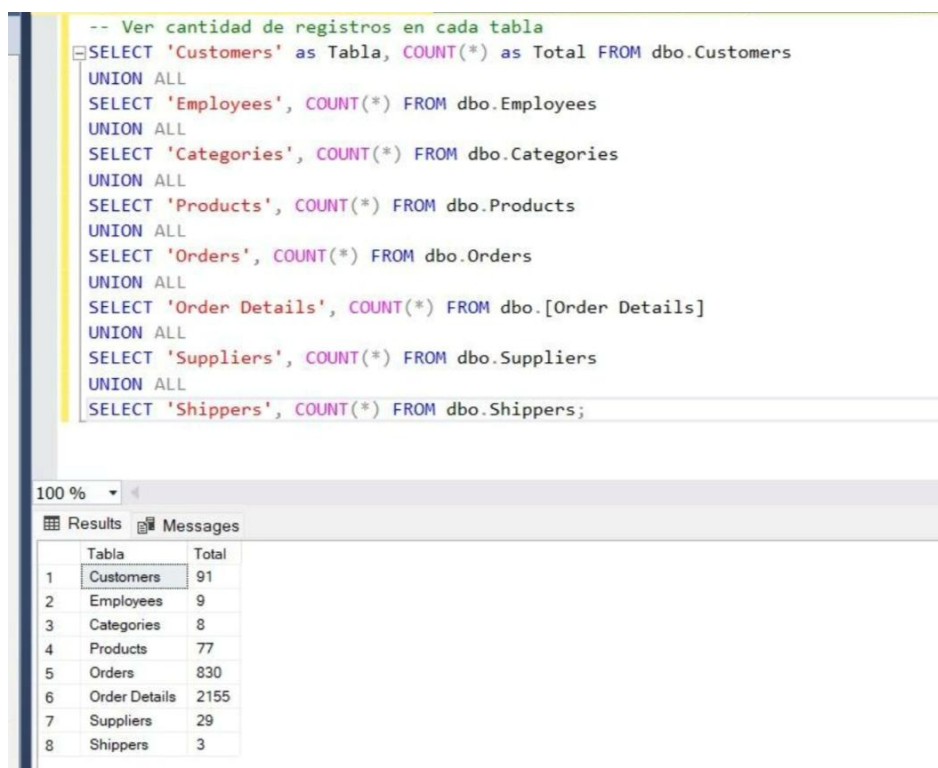 -- Ver cantidad de registros en cada tabla
SELECT 'Customers' as Tabla, COUNT(*) as Total FROM dbo.Customers
UNION ALL
SELECT 'Employees', COUNT(*) FROM dbo.Employees
UNION ALL
SELECT 'Categories', COUNT(*) FROM dbo.Categories
UNION ALL
SELECT 'Products', COUNT(*) FROM dbo.Products
UNION ALL
SELECT 'Orders', COUNT(*) FROM dbo.Orders
UNION ALL
SELECT 'Order Details', COUNT(*) FROM dbo.[Order Details]
UNION ALL
SELECT 'Suppliers', COUNT(*) FROM dbo.Suppliers
UNION ALL
SELECT 'Shippers', COUNT(*) FROM dbo.Shippers;
100 %
Results Messages
Tabla Total
1 Customers 91
2 Employees 9
3 Categories 8
4 Products 77
5 Orders 830
6 Order Details 2155
7 Suppliers 29
8 Shippers 3